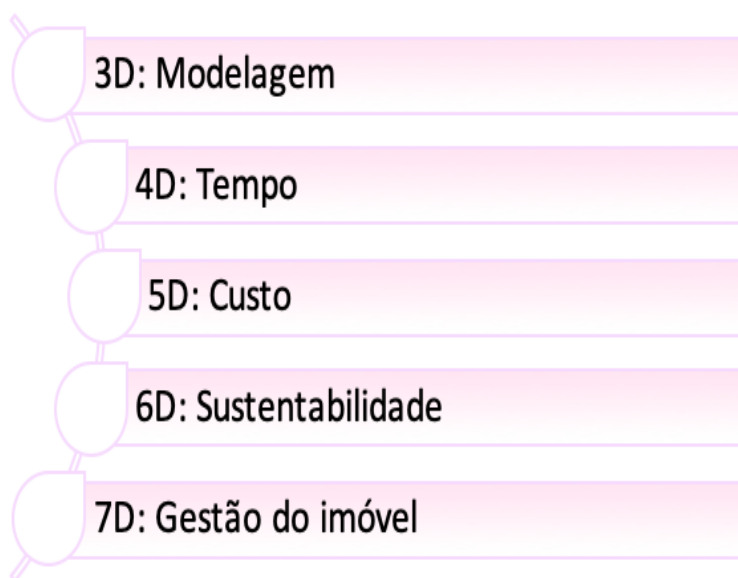 3D: Modelagem
4D: Tempo
5D: Custo
6D: Sustentabilidade
7D: Gestão do imóvel